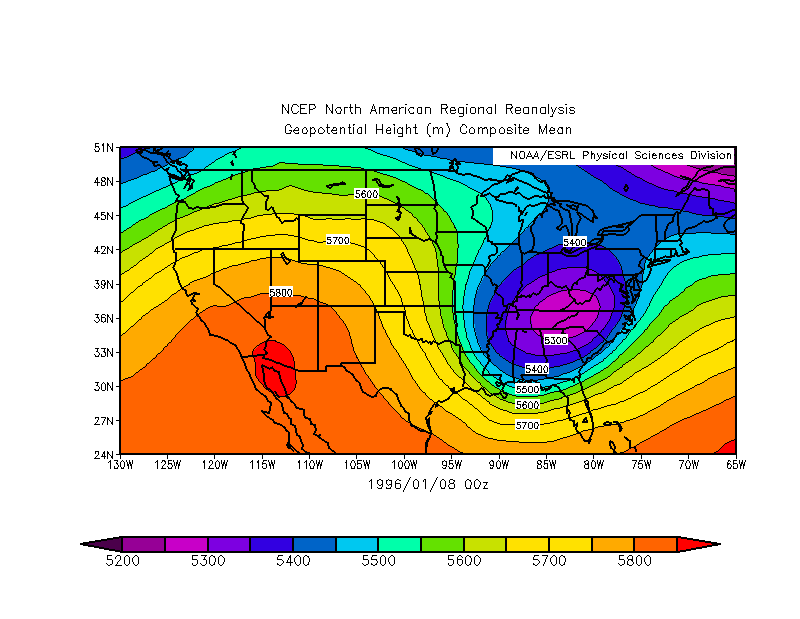 NCEP North American Regional Reanalysis
Geopotential Height (m) Composite Mean
51N
NOAA/ESRL Physical Sciences Division
48N
5600
45N
5700
5400
42N
39N
5800
36N
5300
33N
5400
30N
5500
5600
27N
5700
24N
130W 125W 120W 115W 110W 105W 100W 95W 90W 85W 80W 75W 70W 65W
1996/01/08 00z
5200 5300 5400 5500 5600 5700 5800